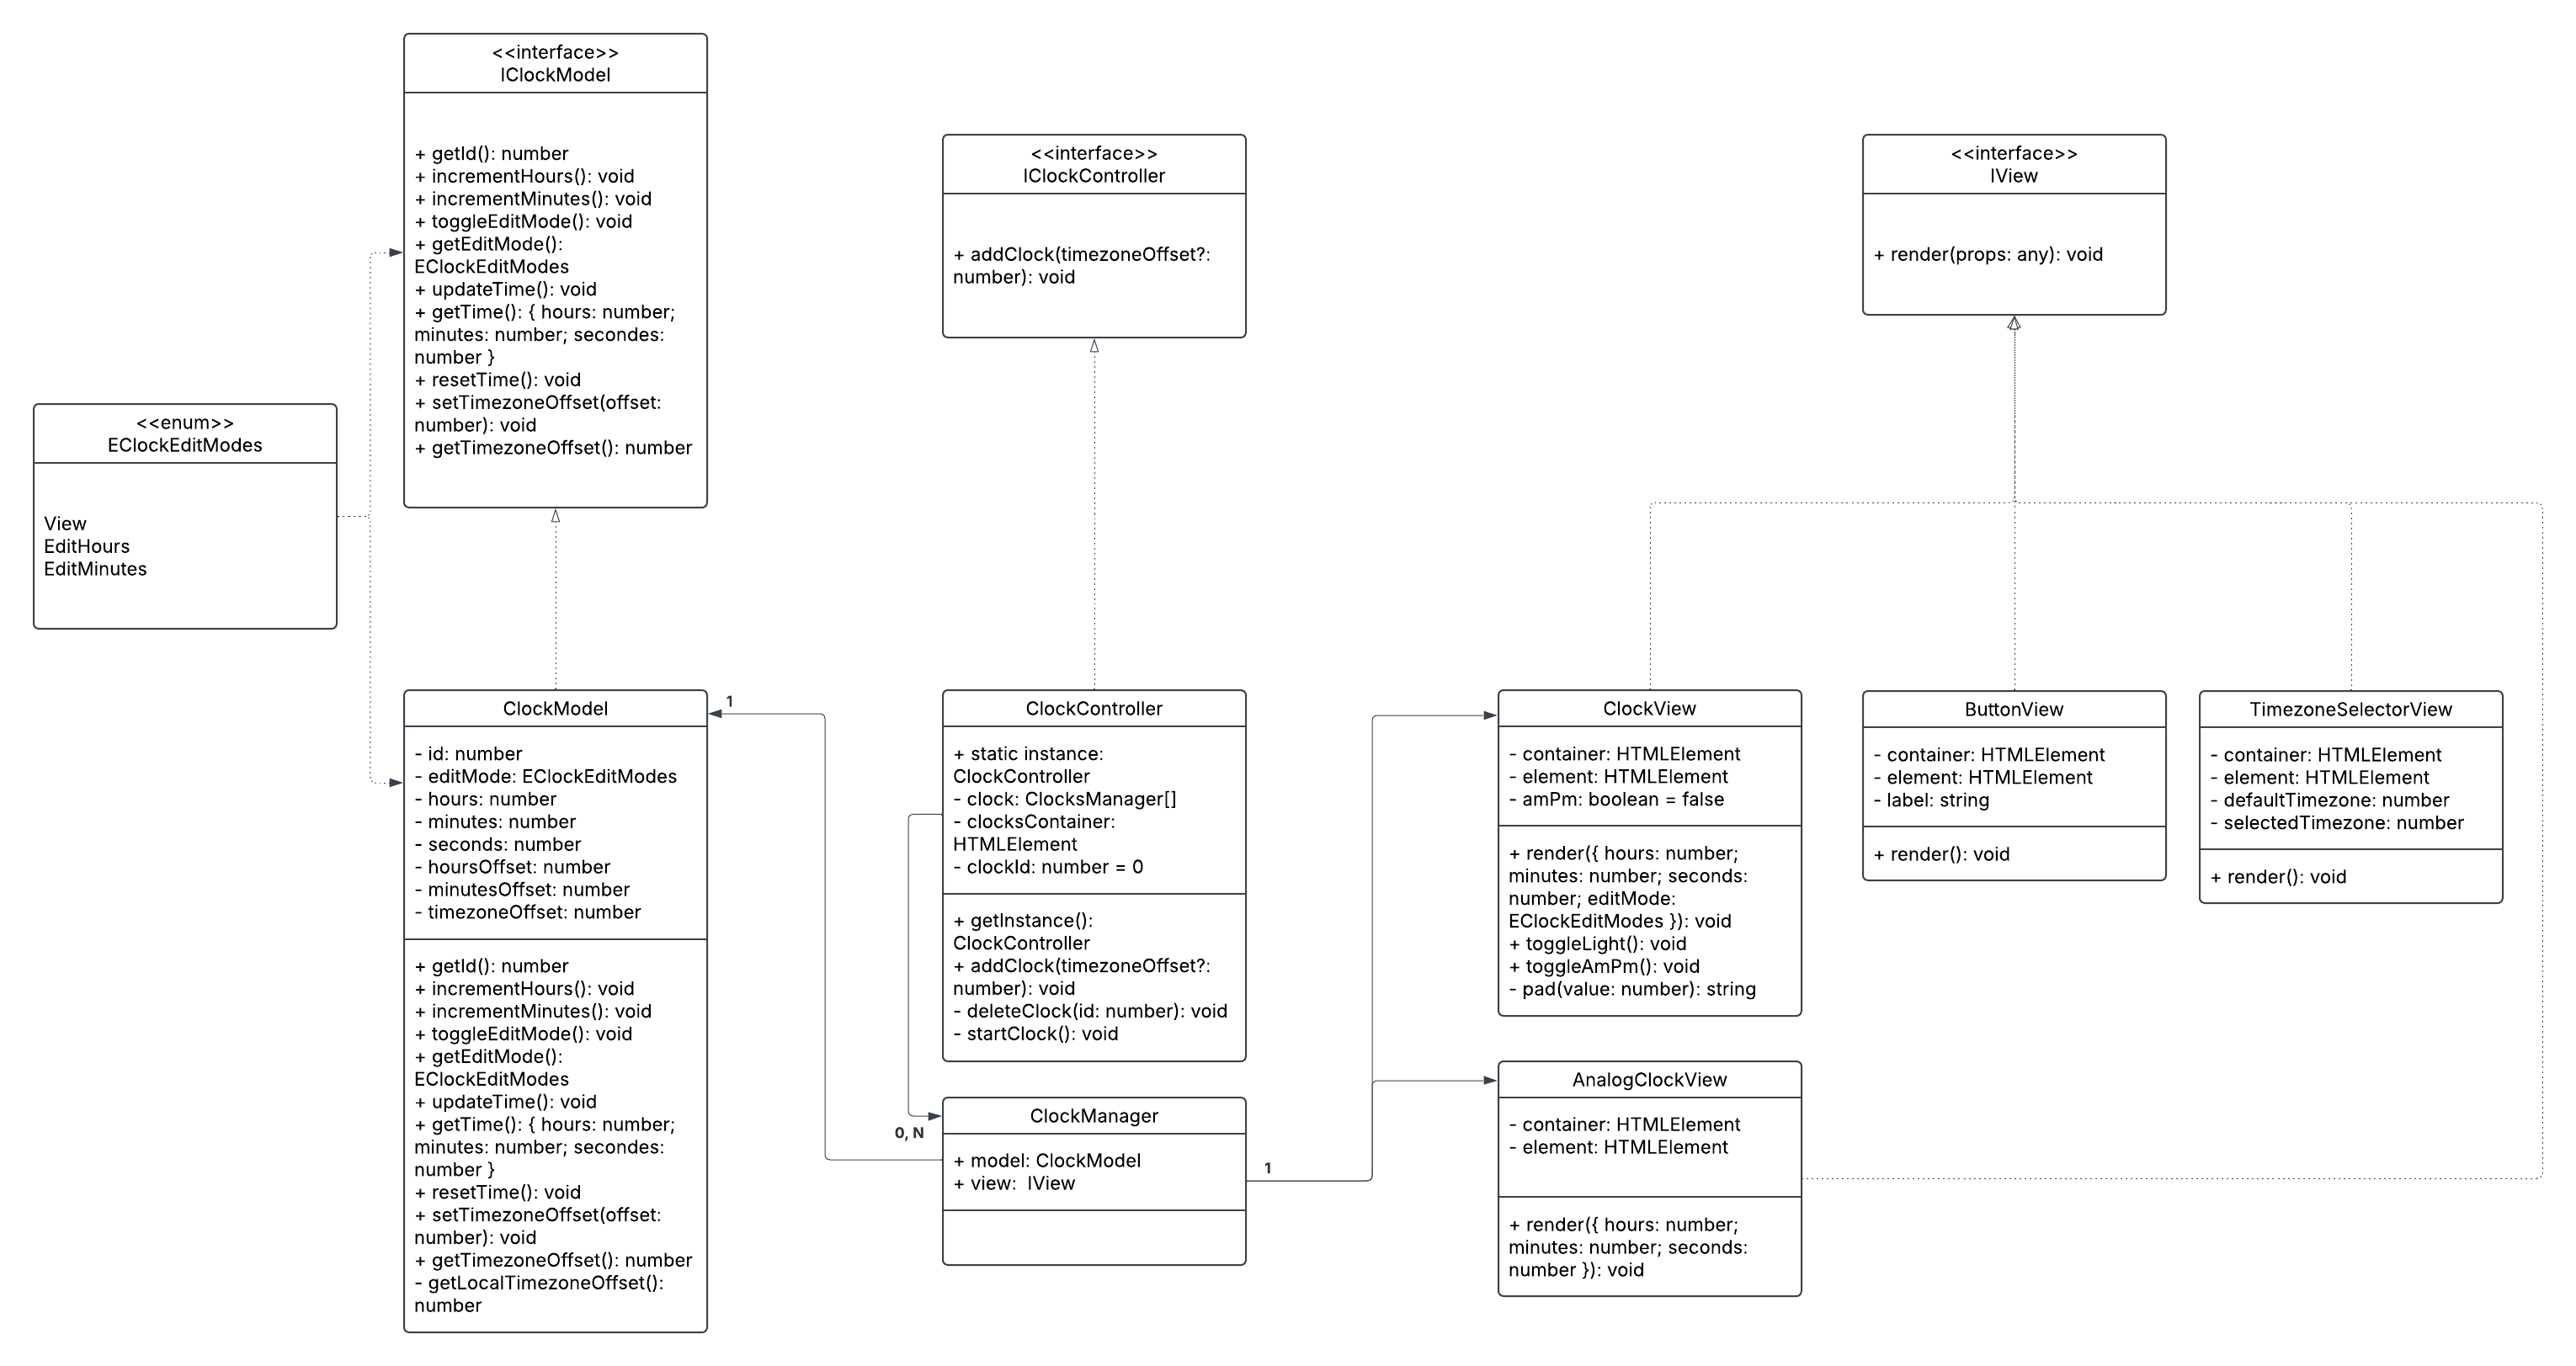 <<interface>>
IClockModel
+ getId(): number
+ incrementHours(): void
+ incrementMinutes(): void
+ toggleEditMode(): void
+ getEditMode():
EClockEditModes
+ updateTime(): void
+ getTime(): { hours: number;
minutes: number; secondes:
number }
+ resetTime(): void
+ setTimezoneOffset(offset:
number): void
+ getTimezoneOffset(): number
<<interface>>
IClockController
+ addClock(timezoneOffset?:
number): void
<<interface>>
IView
+ render(props: any): void
<<enum>>
EClockEditModes
View
EditHours
EditMinutes
ClockModel
- id: number
- editMode: EClockEditModes
- hours: number
- minutes: number
- seconds: number
- hoursOffset: number
- minutesOffset: number
- timezoneOffset: number
+ getId(): number
+ incrementHours(): void
+ incrementMinutes(): void
+ toggleEditMode(): void
+ getEditMode():
EClockEditModes
+ updateTime(): void
+ getTime(): { hours: number;
minutes: number; secondes:
number }
+ resetTime(): void
+ setTimezoneOffset(offset:
number): void
+ getTimezoneOffset(): number
- getLocalTimezoneOffset():
number
1
ClockController
+ static instance:
ClockController
- clock: ClocksManager[]
- clocksContainer:
HTMLElement
- clockId: number = 0
+ getInstance():
ClockController
+ addClock(timezoneOffset?:
number): void
- deleteClock(id: number): void
- startClock(): void
0, N
ClockManager
+ model: ClockModel
+ view:  IView
1
ClockView
- container: HTMLElement
- element: HTMLElement
- amPm: boolean = false
+ render({ hours: number;
minutes: number; seconds:
number; editMode:
EClockEditModes }): void
+ toggleLight(): void
+ toggleAmPm(): void
- pad(value: number): string
AnalogClockView
- container: HTMLElement
- element: HTMLElement
+ render({ hours: number;
minutes: number; seconds:
number }): void
ButtonView
- container: HTMLElement
- element: HTMLElement
- label: string
+ render(): void
TimezoneSelectorView
- container: HTMLElement
- element: HTMLElement
- defaultTimezone: number
- selectedTimezone: number
+ render(): void